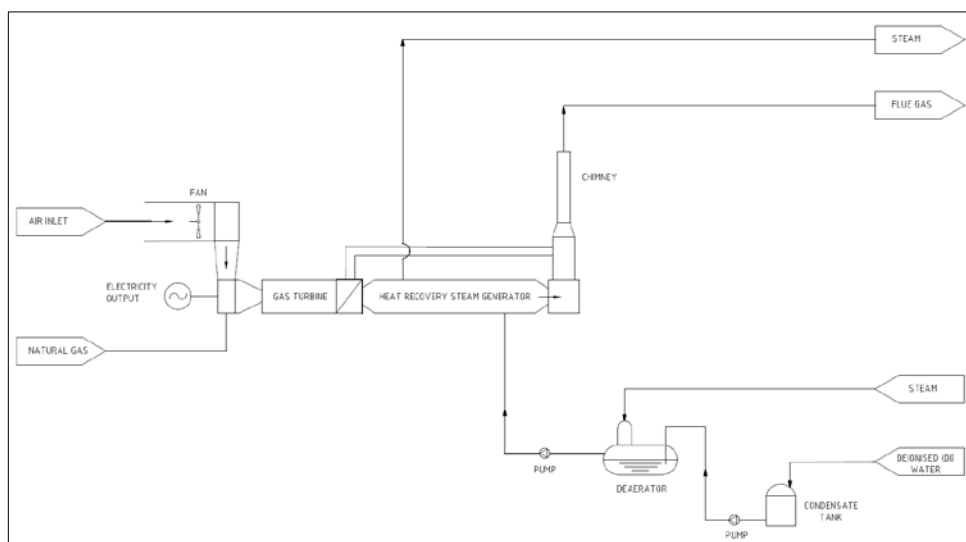 STEAM
FLUE GAS
CHIMNEY
FAN
AIR INLET
ELECTRICITY
OUTPUT
GAS TURBINE
HEAT RECOVERY STEAM GENERATOR
NATURAL GAS
STEAM
PUMP
DEAERATOR
DEIONISED (DI)
WATER
CONDENSATE
TANK
PUMP